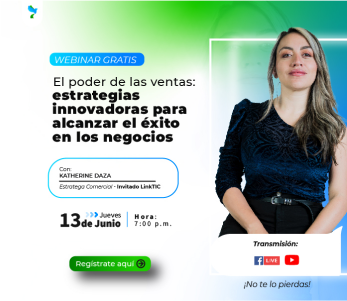 WEBINAR GRATIS
El poder de las ventas:
estrategias
innovadoras para
alcanzar el éxito
en los negocios
Con:
KATHERINE DAZA
Estratega Comercial - Invitado LinkTIC
13 Jueves
de Junio
Hora:
7:00 p.m.
Regístrate aquí
Transmisión:
LIVE
¡No te lo pierdas!